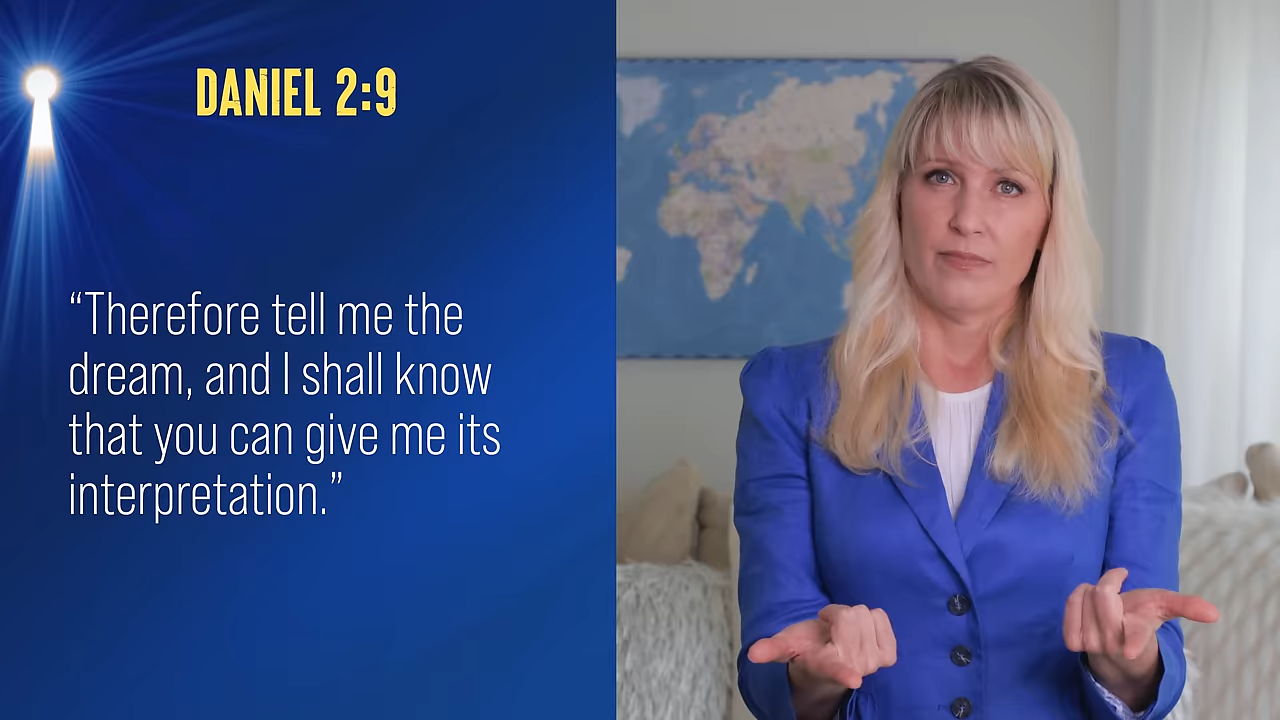 DANIEL 2:9
“Therefore tell me the
dream, and I shall know
that you can give me its
interpretation.”